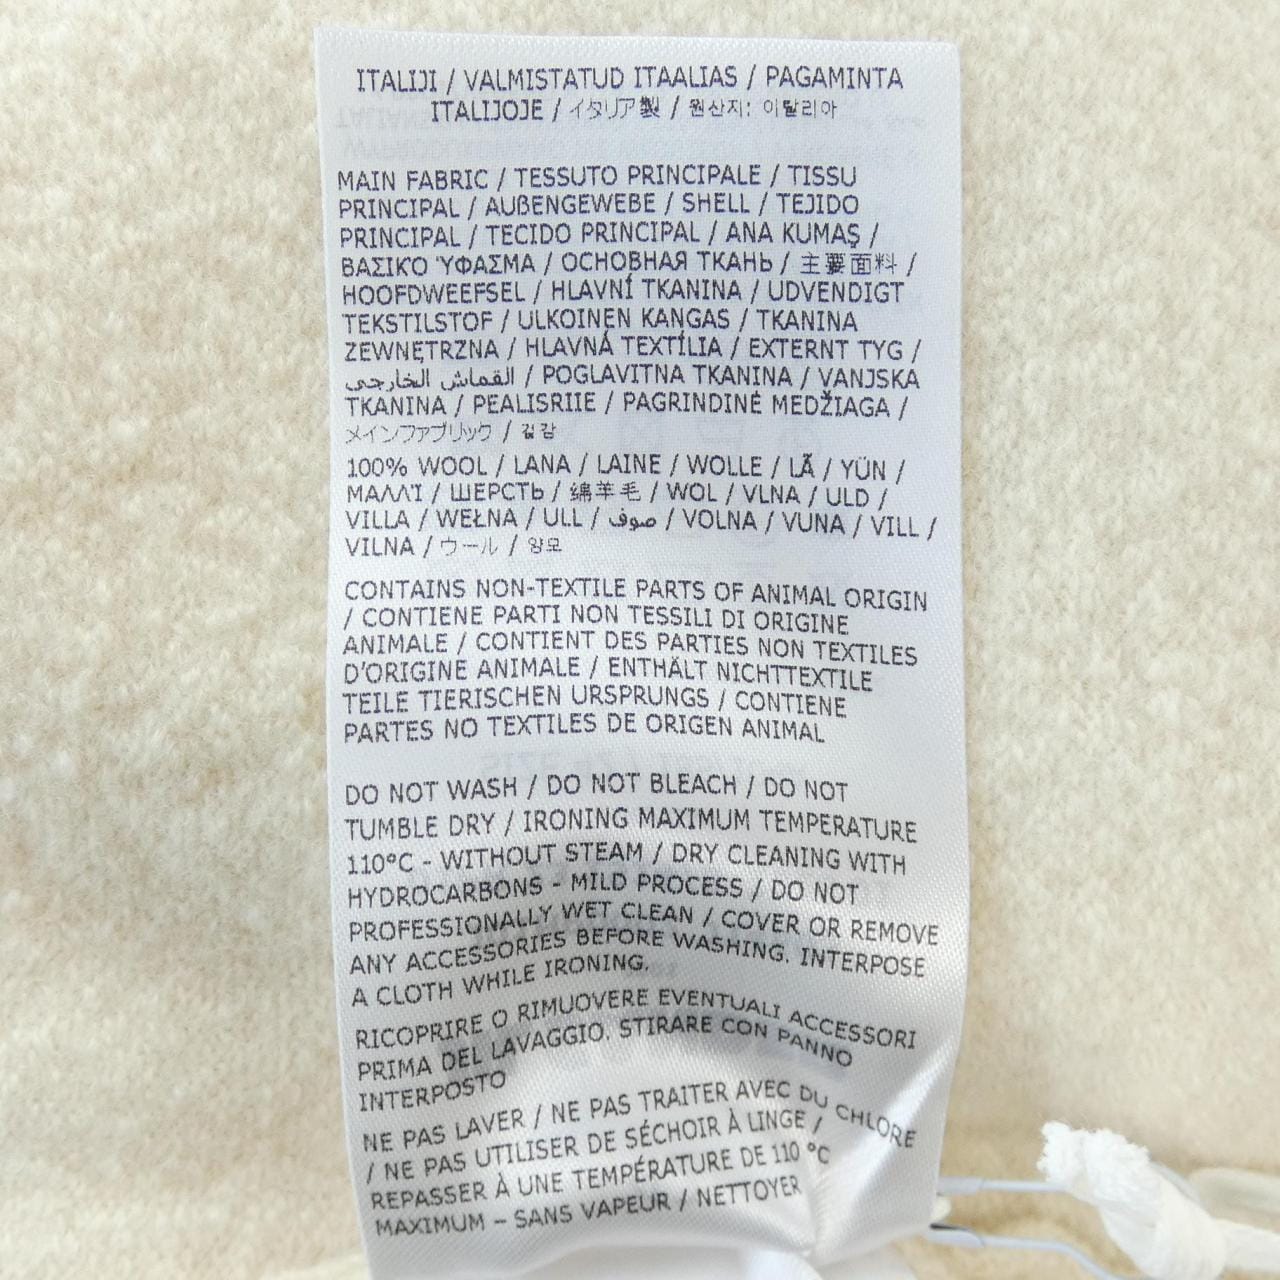 ITALIJI / VALMISTATUD ITAALIAS / PAGAMINTA
ITALIJOJE / イタリア製 / 원산지: 이탈리아
MAIN FABRIC / TESSUTO PRINCIPALE / TISSU
PRINCIPAL / AUßENGEWEBE / SHELL / TEJIDO
PRINCIPAL / TECIDO PRINCIPAL / ANA KUMAŞ /
ΒΑΣΙΚΌ ΎΦΑΣΜΑ / ОСНОВНАЯ ТКАНЬ / 主要面料 /
HOOFDWEEFSEL / HLAVNÍ TKANINA / UDVENDIGT
TEKSTILSTOF / ULKOINEN KANGAS / TKANINA
ZEWNĘTRZNA / HLAVNÁ TEXTÍLIA / EXTERNT TYG /
القماش الخارجي / POGLAVITNA TKANINA / VANJSKA
TKANINA / PEALISRIIE / PAGRINDINĖ MEDŽIAGA /
メインファブリック / 겉감
100% WOOL / LANA / LAINE / WOLLE / LÃ / YÜN /
ΜΑΛΛΊ / ШЕРСТЬ / 绵羊毛 / WOL / VLNA / ULD /
VILLA / WEŁNA / ULL / صوف / VOLNA / VUNA / VILL /
VILNA / ウール / 양모
CONTAINS NON-TEXTILE PARTS OF ANIMAL ORIGIN
/ CONTIENE PARTI NON TESSILI DI ORIGINE
ANIMALE / CONTIENT DES PARTIES NON TEXTILES
D'ORIGINE ANIMALE / ENTHÄLT NICHTTEXTILE
TEILE TIERISCHEN URSPRUNGS / CONTIENE
PARTES NO TEXTILES DE ORIGEN ANIMAL
DO NOT WASH / DO NOT BLEACH / DO NOT
TUMBLE DRY / IRONING MAXIMUM TEMPERATURE
110°C - WITHOUT STEAM / DRY CLEANING WITH
HYDROCARBONS - MILD PROCESS / DO NOT
PROFESSIONALLY WET CLEAN / COVER OR REMOVE
ANY ACCESSORIES BEFORE WASHING. INTERPOSE
A CLOTH WHILE IRONING.
RICOPRIRE O RIMUOVERE EVENTUALI ACCESSORI
PRIMA DEL LAVAGGIO. STIRARE CON PANNO
INTERPOSTO
NE PAS LAVER / NE PAS TRAITER AVEC DU CHLORE
/ NE PAS UTILISER DE SÉCHOIR À LINGE /
REPASSER À UNE TEMPÉRATURE DE 110 °C
MAXIMUM – SANS VAPEUR / NETTOYER